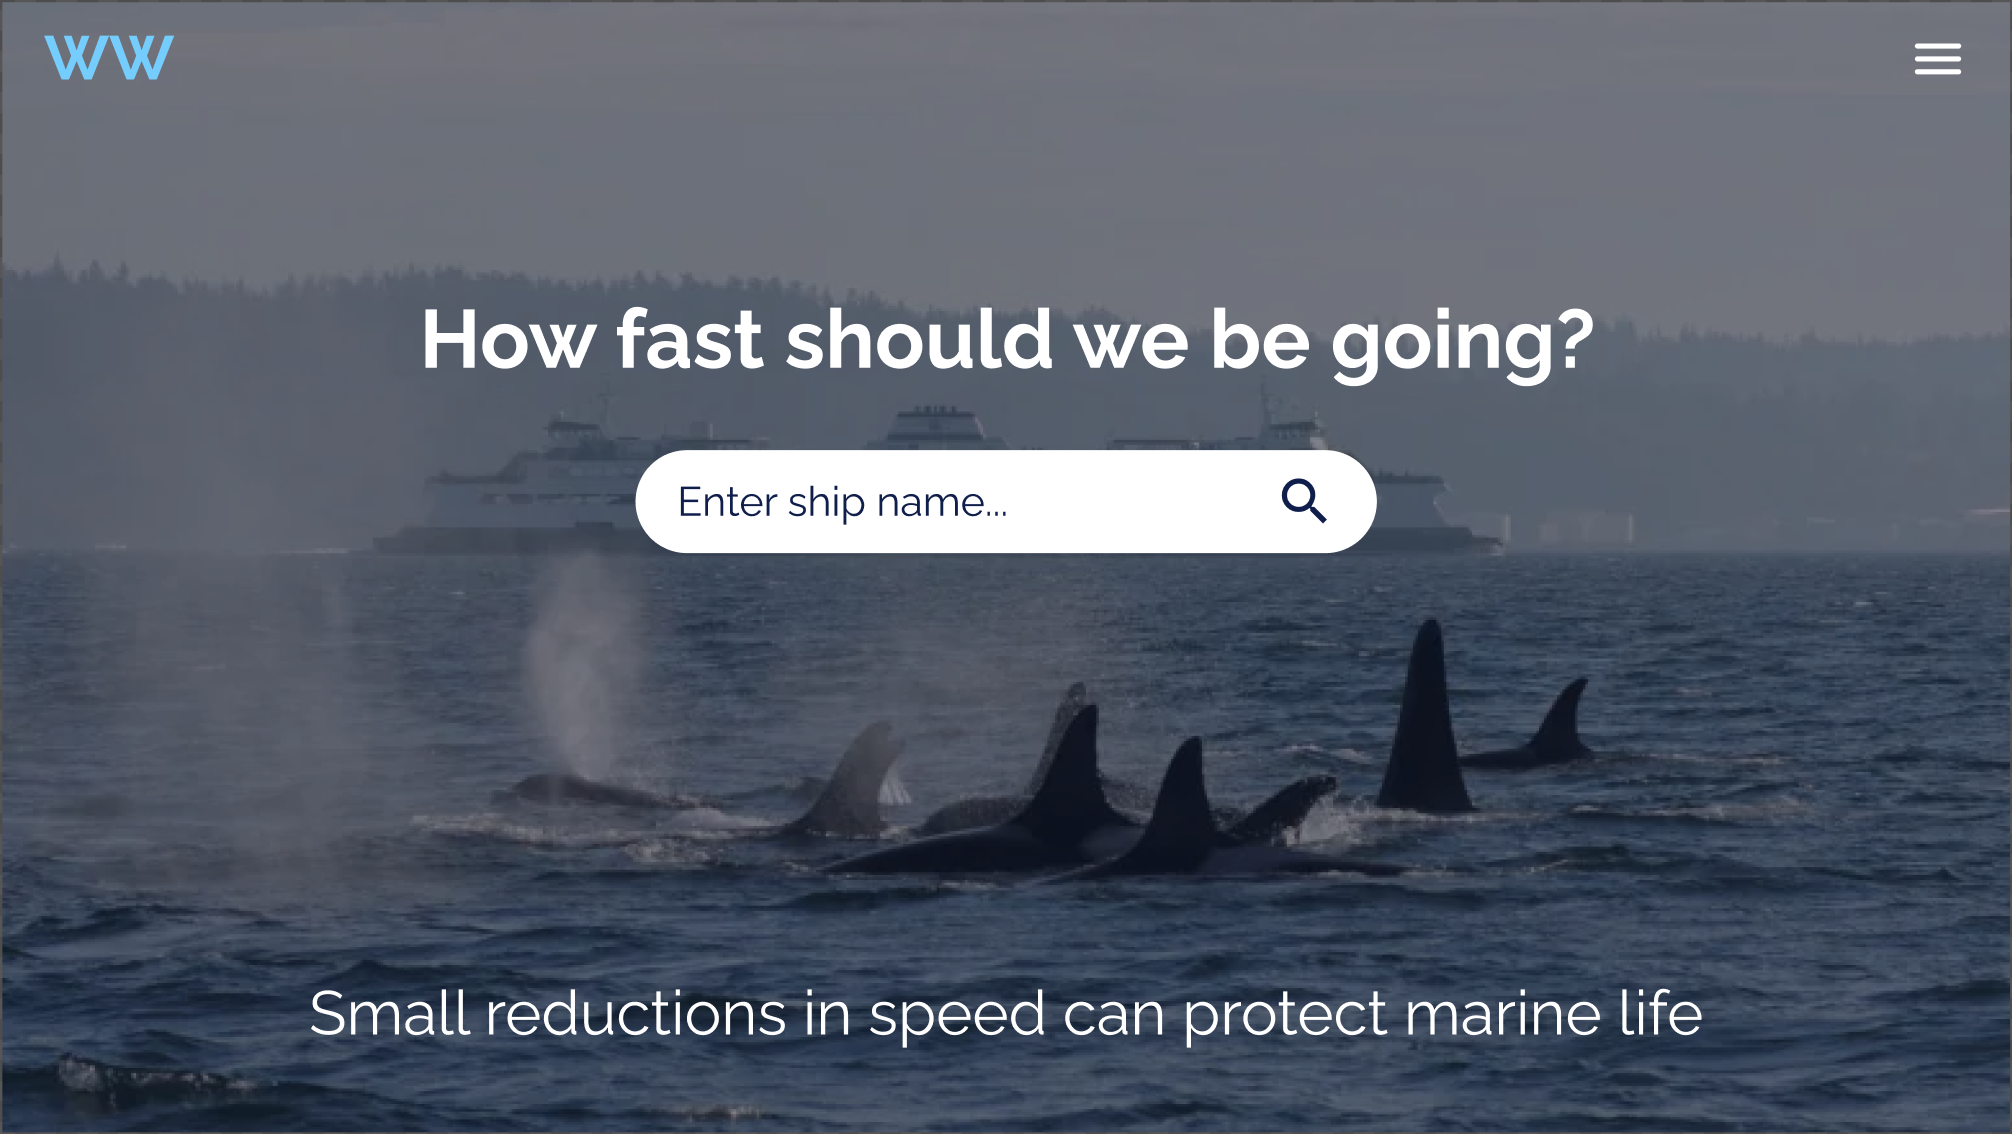 WW
How fast should we be going?
Enter ship name...
Small reductions in speed can protect marine life